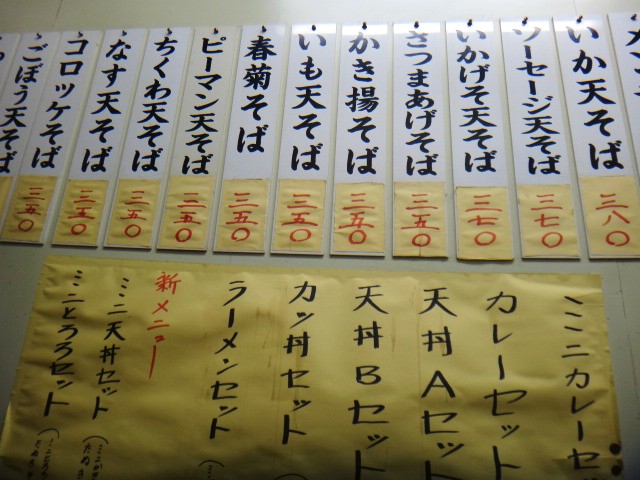 いか天そば
三八〇
ソーセージ天そば
三七〇
いかげそ天そば
三七〇
さつまあげそば
三五〇
かき揚そば
三五〇
いも天そば
三五〇
春菊そば
三五〇
ピーマン天そば
三五〇
ちくわ天そば
三五〇
なす天そば
三五〇
コロッケそば
三五〇
ごぼう天そば
三五〇
ミニカレーセ
カレーセット
天丼Aセット
天丼Bセット
カツ丼セット
ラーメンセット
新メニュー
ミニ天丼セット
ミニとろろセット